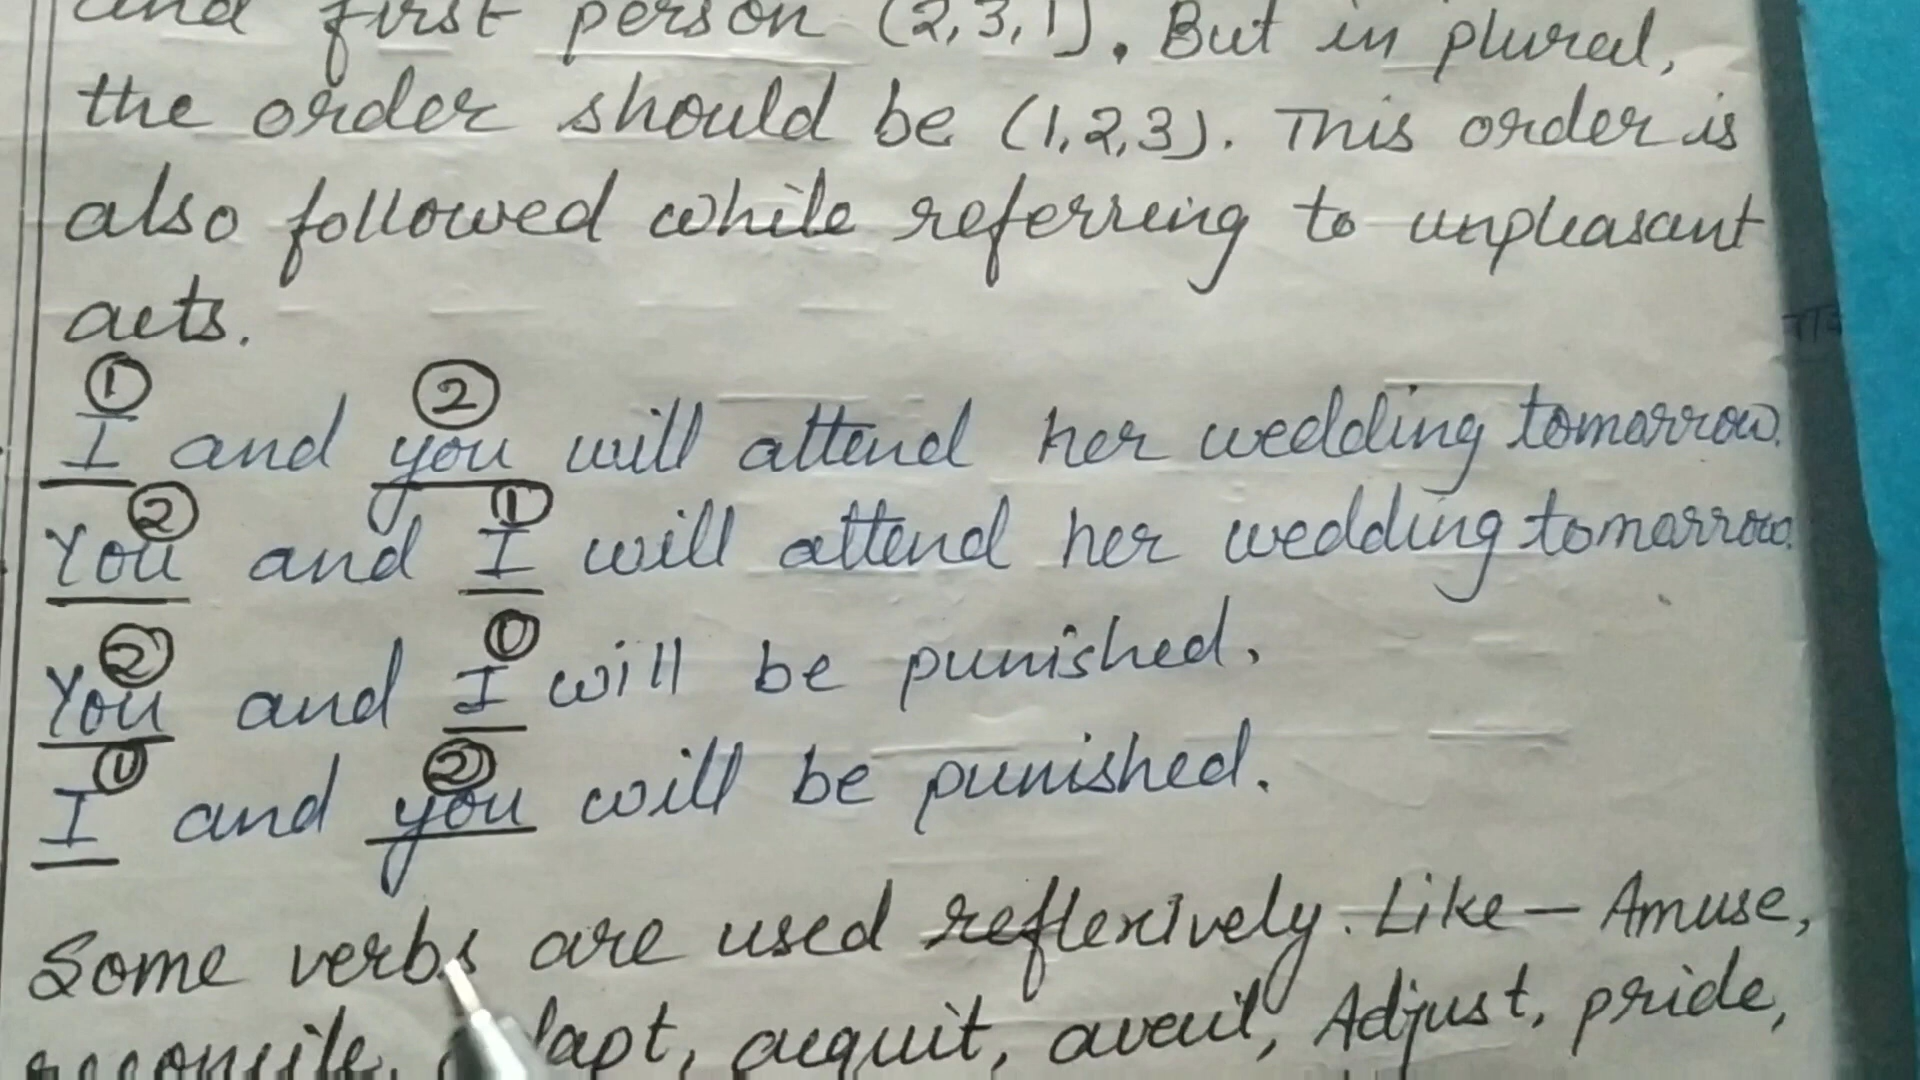 and first person (2,3,1). But in plural,
the order should be (1,2,3). This order is
also followed while referring to unpleasant
acts.
① ②
I and you will attend her wedding tomorrow.
② ①
You and I will attend her wedding tomorrow.
② ①
You and I will be punished.
① ②
I and you will be punished.
Some verbs are used reflexively. Like – Amuse,
reconcile, acquit, avail, Adjust, pride,